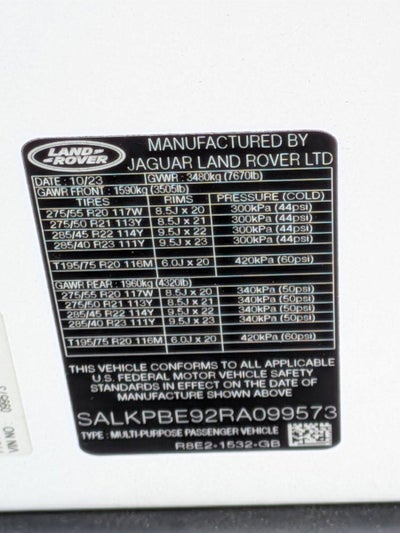 LAND-
-ROVER
MANUFACTURED BY
JAGUAR LAND ROVER LTD
DATE : 10/23 GVWR : 3480kg (7670lb)
GAWR FRONT : 1590kg (3505lb)
TIRES RIMS PRESSURE (COLD)
275/55 R20 117W 8.5J x 20 300kPa (44psi)
275/50 R21 113Y 8.5J x 21 300kPa (44psi)
285/45 R22 114Y 9.5J x 22 300kPa (44psi)
285/40 R23 111Y 9.5J x 23 300kPa (44psi)
T195/75 R20 116M 6.0J x 20 420kPa (60psi)
GAWR REAR : 1960kg (4320lb)
275/55 R20 117W 8.5J x 20 340kPa (50psi)
275/50 R21 113Y 8.5J x 21 340kPa (50psi)
285/45 R22 114Y 9.5J x 22 340kPa (50psi)
285/40 R23 111Y 9.5J x 23 340kPa (50psi)
T195/75 R20 116M 6.0J x 20 420kPa (60psi)
THIS VEHICLE CONFORMS TO ALL APPLICABLE
U.S. FEDERAL MOTOR VEHICLE SAFETY
STANDARDS IN EFFECT ON THE DATE OF
MANUFACTURE SHOWN ABOVE
SALKPBE92RA099573
TYPE : MULTI-PURPOSE PASSENGER VEHICLE
R8E2-1532-GB
VIN NO 099573